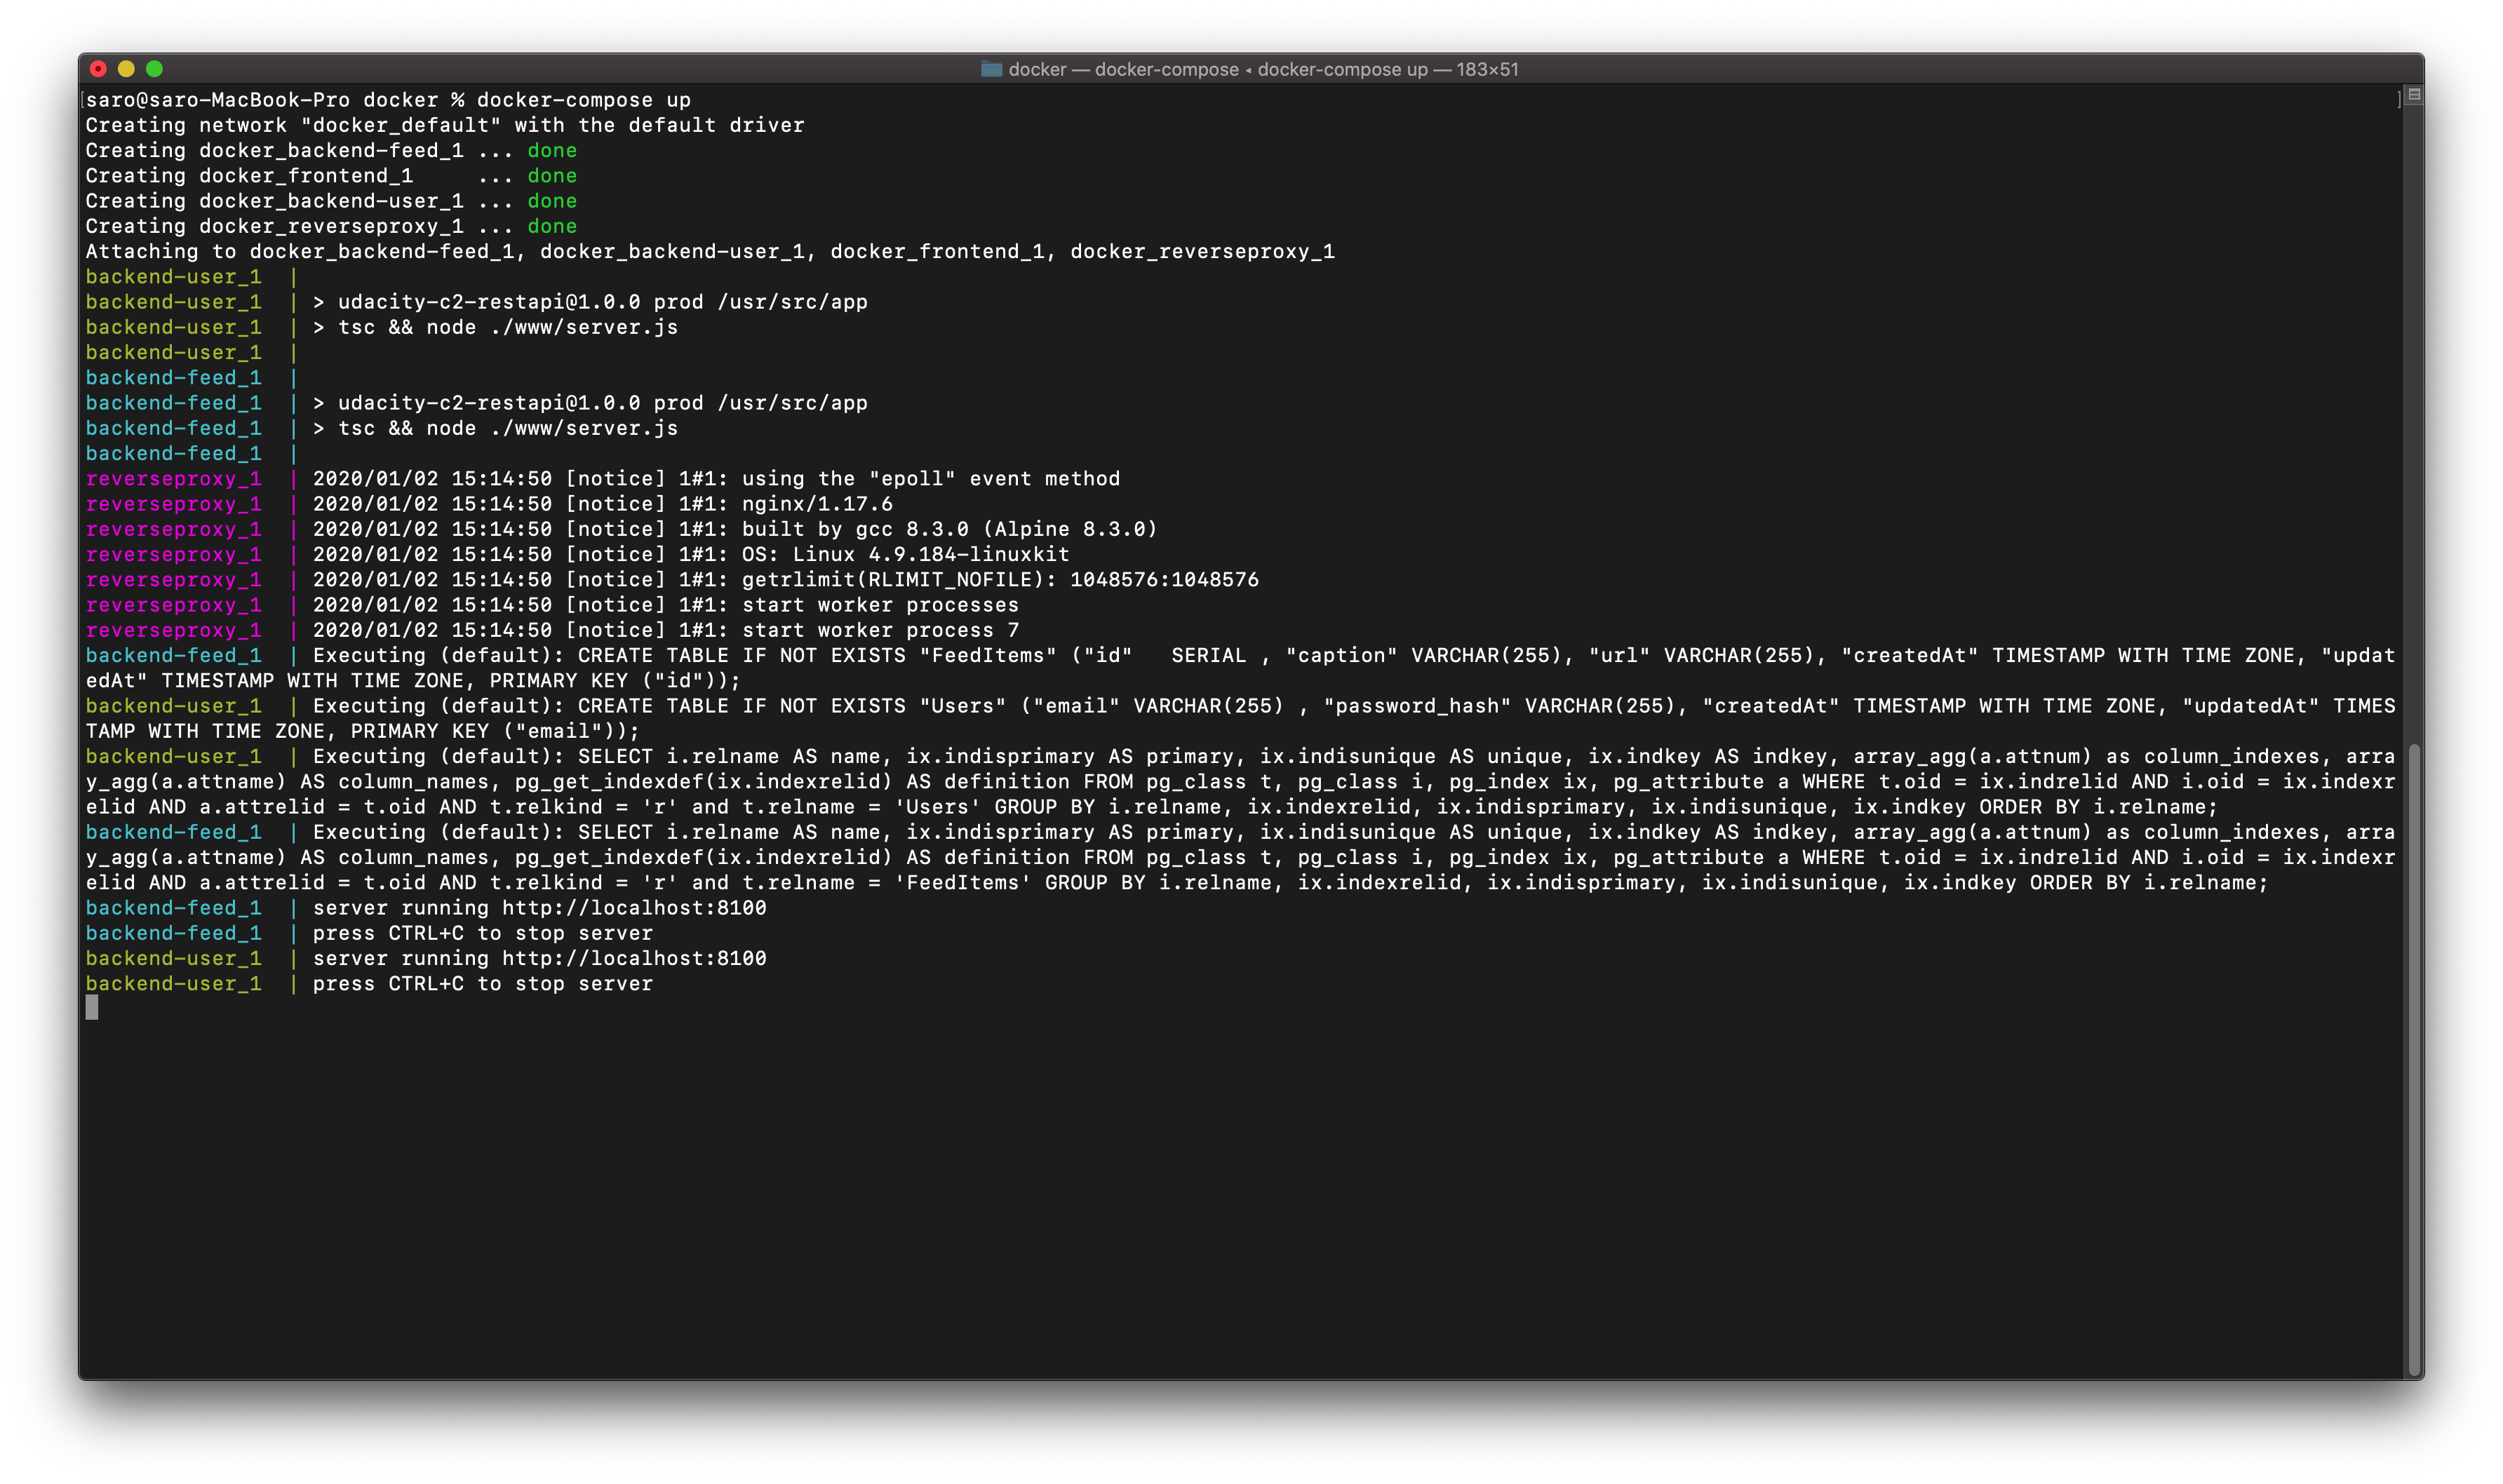 docker — docker-compose ◂ docker-compose up — 183×51
[saro@saro-MacBook-Pro docker % docker-compose up ]
Creating network "docker_default" with the default driver
Creating docker_backend-feed_1 ... done
Creating docker_frontend_1     ... done
Creating docker_backend-user_1 ... done
Creating docker_reverseproxy_1 ... done
Attaching to docker_backend-feed_1, docker_backend-user_1, docker_frontend_1, docker_reverseproxy_1
backend-user_1  |
backend-user_1  | > udacity-c2-restapi@1.0.0 prod /usr/src/app
backend-user_1  | > tsc && node ./www/server.js
backend-user_1  |
backend-feed_1  |
backend-feed_1  | > udacity-c2-restapi@1.0.0 prod /usr/src/app
backend-feed_1  | > tsc && node ./www/server.js
backend-feed_1  |
reverseproxy_1  | 2020/01/02 15:14:50 [notice] 1#1: using the "epoll" event method
reverseproxy_1  | 2020/01/02 15:14:50 [notice] 1#1: nginx/1.17.6
reverseproxy_1  | 2020/01/02 15:14:50 [notice] 1#1: built by gcc 8.3.0 (Alpine 8.3.0)
reverseproxy_1  | 2020/01/02 15:14:50 [notice] 1#1: OS: Linux 4.9.184-linuxkit
reverseproxy_1  | 2020/01/02 15:14:50 [notice] 1#1: getrlimit(RLIMIT_NOFILE): 1048576:1048576
reverseproxy_1  | 2020/01/02 15:14:50 [notice] 1#1: start worker processes
reverseproxy_1  | 2020/01/02 15:14:50 [notice] 1#1: start worker process 7
backend-feed_1  | Executing (default): CREATE TABLE IF NOT EXISTS "FeedItems" ("id"   SERIAL , "caption" VARCHAR(255), "url" VARCHAR(255), "createdAt" TIMESTAMP WITH TIME ZONE, "updat
edAt" TIMESTAMP WITH TIME ZONE, PRIMARY KEY ("id"));
backend-user_1  | Executing (default): CREATE TABLE IF NOT EXISTS "Users" ("email" VARCHAR(255) , "password_hash" VARCHAR(255), "createdAt" TIMESTAMP WITH TIME ZONE, "updatedAt" TIMES
TAMP WITH TIME ZONE, PRIMARY KEY ("email"));
backend-user_1  | Executing (default): SELECT i.relname AS name, ix.indisprimary AS primary, ix.indisunique AS unique, ix.indkey AS indkey, array_agg(a.attnum) as column_indexes, arra
y_agg(a.attname) AS column_names, pg_get_indexdef(ix.indexrelid) AS definition FROM pg_class t, pg_class i, pg_index ix, pg_attribute a WHERE t.oid = ix.indrelid AND i.oid = ix.indexr
elid AND a.attrelid = t.oid AND t.relkind = 'r' and t.relname = 'Users' GROUP BY i.relname, ix.indexrelid, ix.indisprimary, ix.indisunique, ix.indkey ORDER BY i.relname;
backend-feed_1  | Executing (default): SELECT i.relname AS name, ix.indisprimary AS primary, ix.indisunique AS unique, ix.indkey AS indkey, array_agg(a.attnum) as column_indexes, arra
y_agg(a.attname) AS column_names, pg_get_indexdef(ix.indexrelid) AS definition FROM pg_class t, pg_class i, pg_index ix, pg_attribute a WHERE t.oid = ix.indrelid AND i.oid = ix.indexr
elid AND a.attrelid = t.oid AND t.relkind = 'r' and t.relname = 'FeedItems' GROUP BY i.relname, ix.indexrelid, ix.indisprimary, ix.indisunique, ix.indkey ORDER BY i.relname;
backend-feed_1  | server running http://localhost:8100
backend-feed_1  | press CTRL+C to stop server
backend-user_1  | server running http://localhost:8100
backend-user_1  | press CTRL+C to stop server